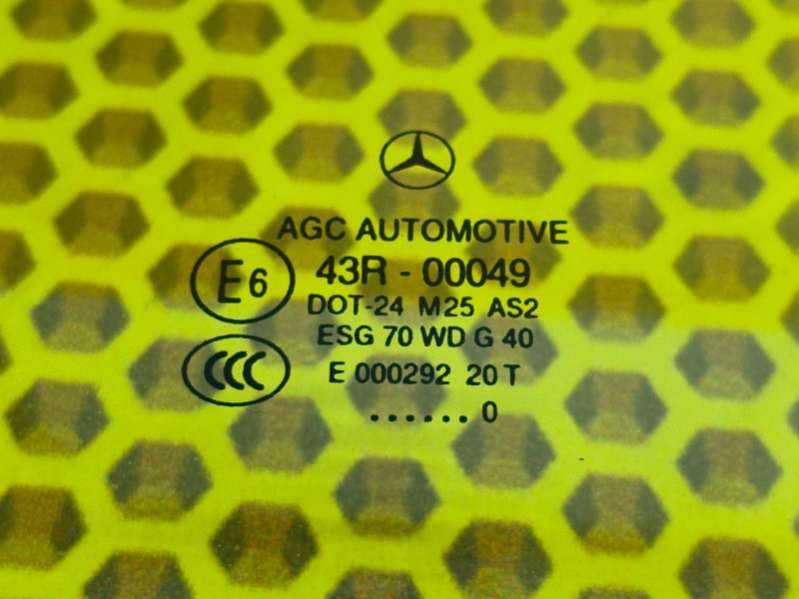 AGC AUTOMOTIVE
E6 43R - 00049
DOT-24 M25 AS2
ESG 70 WD G 40
CCC E 000292 20 T
......0